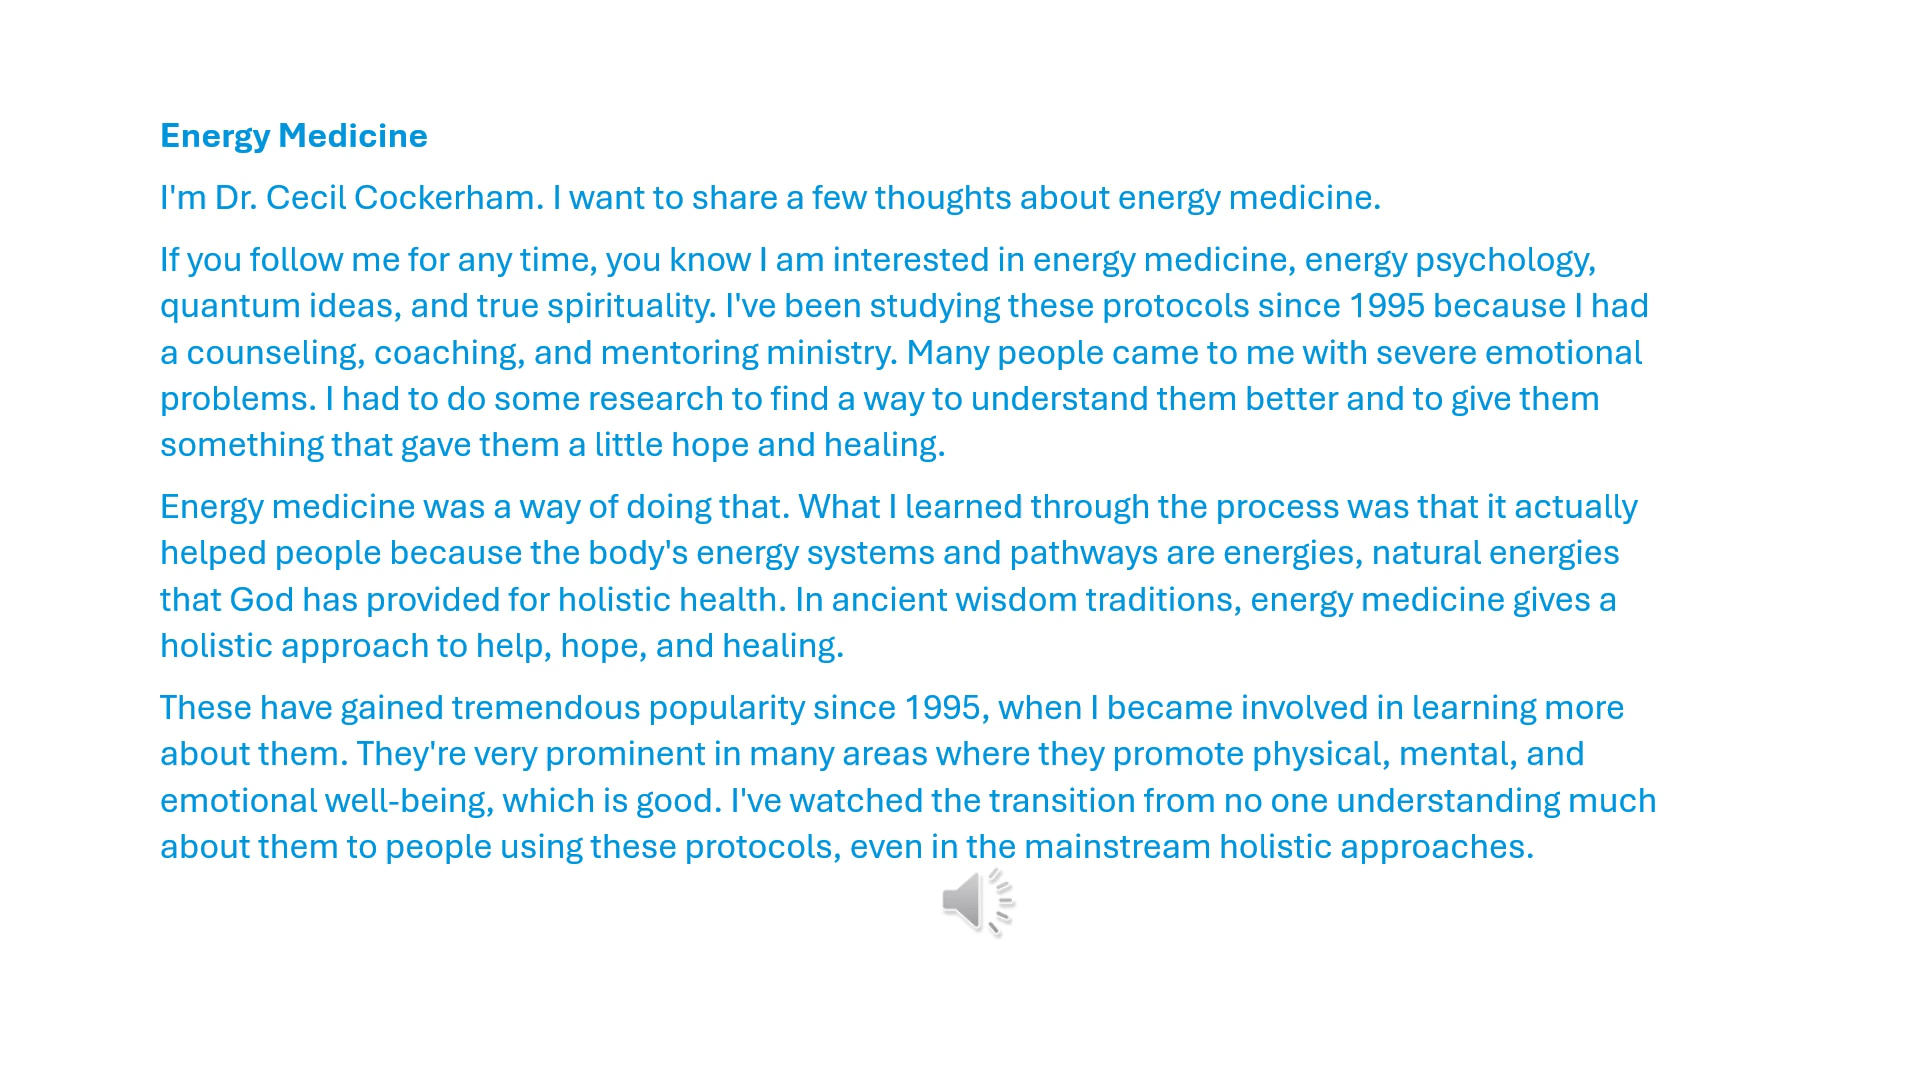 Energy Medicine
I'm Dr. Cecil Cockerham. I want to share a few thoughts about energy medicine.
If you follow me for any time, you know I am interested in energy medicine, energy psychology,
quantum ideas, and true spirituality. I've been studying these protocols since 1995 because I had
a counseling, coaching, and mentoring ministry. Many people came to me with severe emotional
problems. I had to do some research to find a way to understand them better and to give them
something that gave them a little hope and healing.
Energy medicine was a way of doing that. What I learned through the process was that it actually
helped people because the body's energy systems and pathways are energies, natural energies
that God has provided for holistic health. In ancient wisdom traditions, energy medicine gives a
holistic approach to help, hope, and healing.
These have gained tremendous popularity since 1995, when I became involved in learning more
about them. They're very prominent in many areas where they promote physical, mental, and
emotional well-being, which is good. I've watched the transition from no one understanding much
about them to people using these protocols, even in the mainstream holistic approaches.